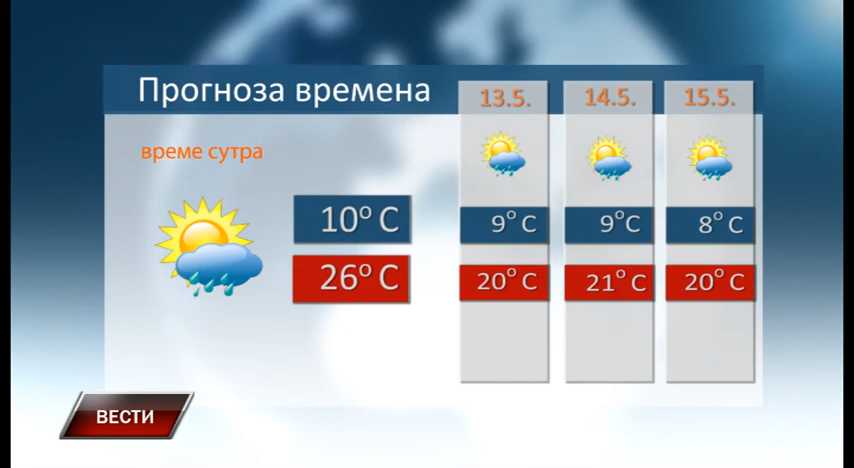 Прогноза времена
време сутра
10° C
26° C
13.5. 14.5. 15.5.
9° C 9°C 8° C
20° C 21° C 20° C
ВЕСТИ